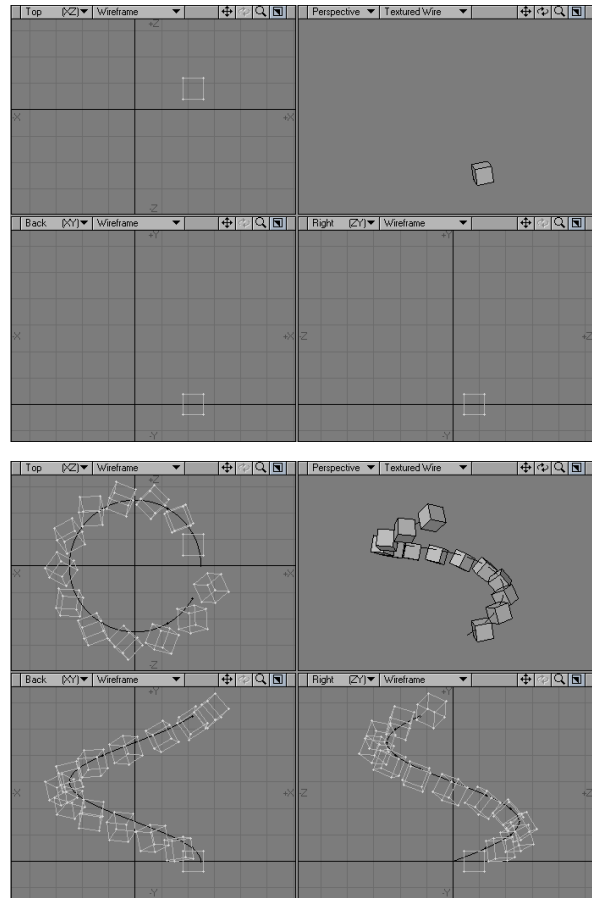 Top (XZ) Wireframe
Perspective Textured Wire
+Z
-X +X
-Z
Back (XY) Wireframe
Right (ZY) Wireframe
+Y +Y
-X +X -Z +Z
-Y -Y
Top (XZ) Wireframe
Perspective Textured Wire
+Z
-X +X
-Z
Back (XY) Wireframe
Right (ZY) Wireframe
+Y +Y
-X +X -Z +Z
-Y -Y